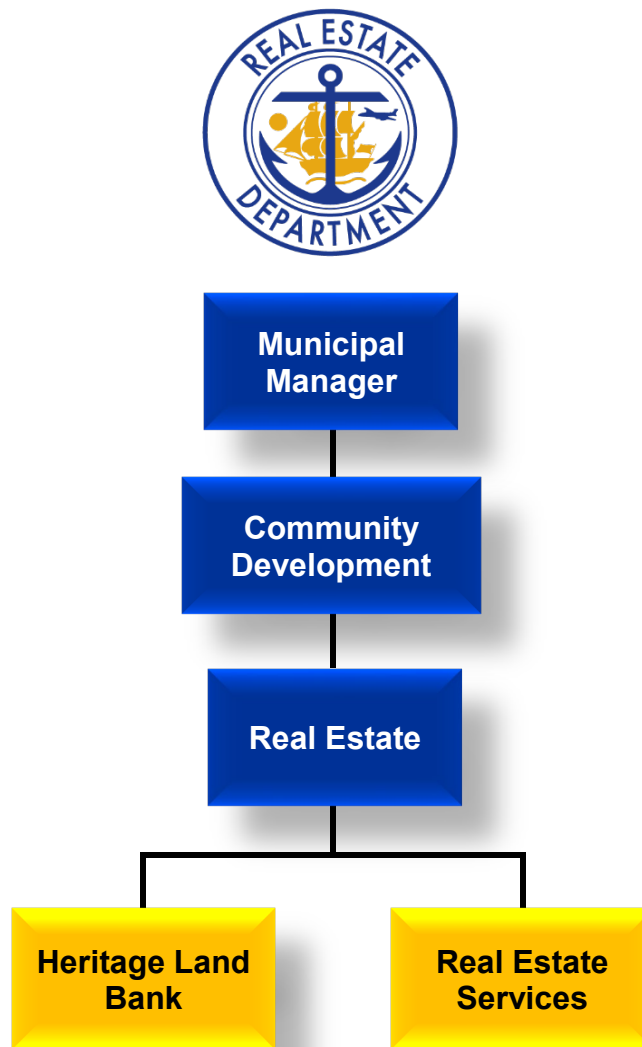 REAL ESTATE
DEPARTMENT
Municipal
Manager
Community
Development
Real Estate
Heritage Land
Bank
Real Estate
Services